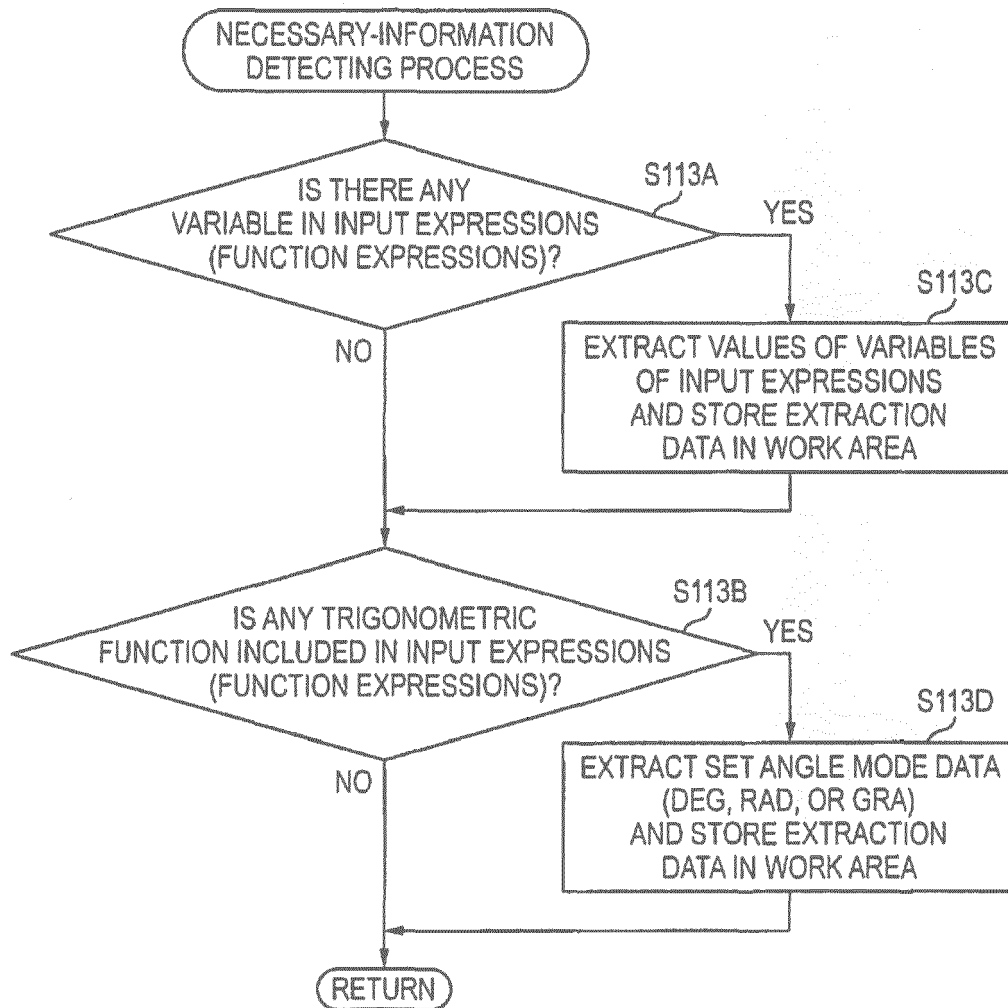 NECESSARY-INFORMATION
DETECTING PROCESS
S113A
IS THERE ANY
VARIABLE IN INPUT EXPRESSIONS
(FUNCTION EXPRESSIONS)?
YES
NO
S113C
EXTRACT VALUES OF VARIABLES
OF INPUT EXPRESSIONS
AND STORE EXTRACTION
DATA IN WORK AREA
S113B
IS ANY TRIGONOMETRIC
FUNCTION INCLUDED IN INPUT EXPRESSIONS
(FUNCTION EXPRESSIONS)?
YES
NO
S113D
EXTRACT SET ANGLE MODE DATA
(DEG, RAD, OR GRA)
AND STORE EXTRACTION
DATA IN WORK AREA
RETURN